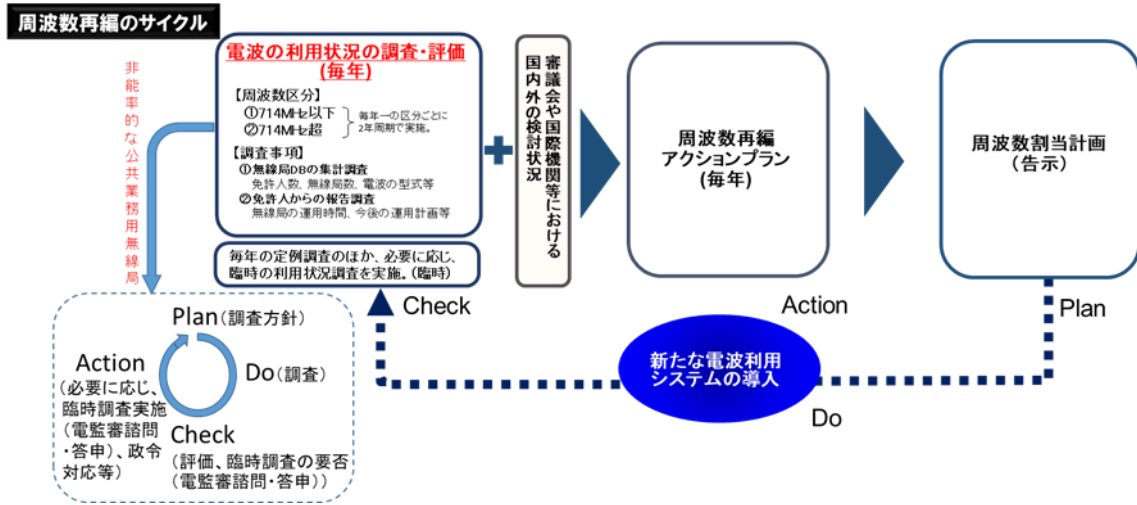 周波数再編のサイクル
非能率的な公共業務用無線局
電波の利用状況の調査・評価
(毎年)
【周波数区分】
①714MHz以下
②714MHz超
毎年一の区分ごとに
2年周期で実施。
【調査事項】
①無線局DBの集計調査
免許人数、無線局数、電波の型式等
②免許人からの報告調査
無線局の運用時間、今後の運用計画等
毎年の定例調査のほか、必要に応じ、
臨時の利用状況調査を実施。(臨時)
審議会や国際機関等における
国内外の検討状況
周波数再編
アクションプラン
(毎年)
周波数割当計画
(告示)
Check
Action
Plan
新たな電波利用
システムの導入
Do
Plan(調査方針)
Do(調査)
Check
(評価、臨時調査の要否
(電監審諮問・答申))
Action
(必要に応じ、
臨時調査実施
(電監審諮問
・答申)、政令
対応等)